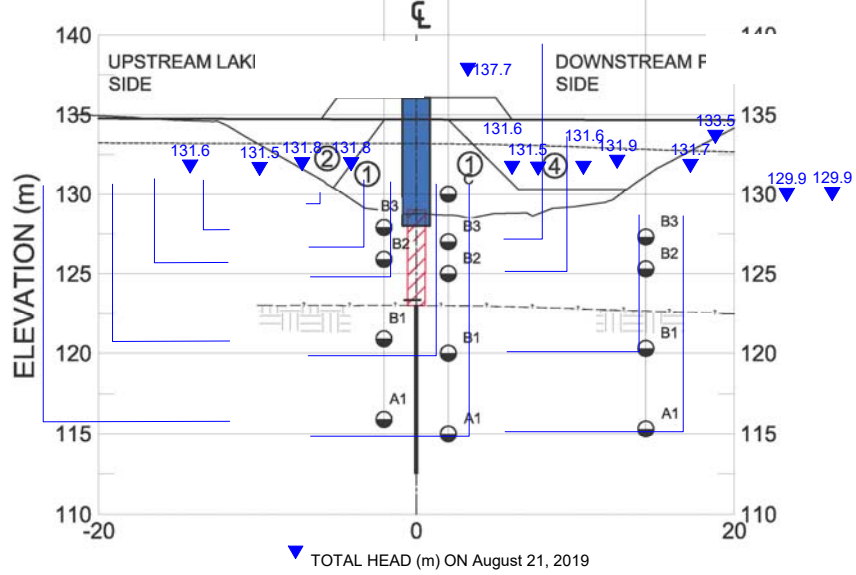 ℄
140
140
UPSTREAM LAKE
SIDE
DOWNSTREAM
SIDE
137.7
135
135
133.5
131.6
131.6
131.6
131.5
131.8
131.8
131.5
131.9
131.7
2
1
1
4
C
129.9
129.9
130
130
B3
B3
B3
B2
B2
B2
125
125
B1
B1
B1
120
120
A1
A1
A1
115
115
110
110
-20
0
20
ELEVATION (m)
TOTAL HEAD (m) ON August 21, 2019